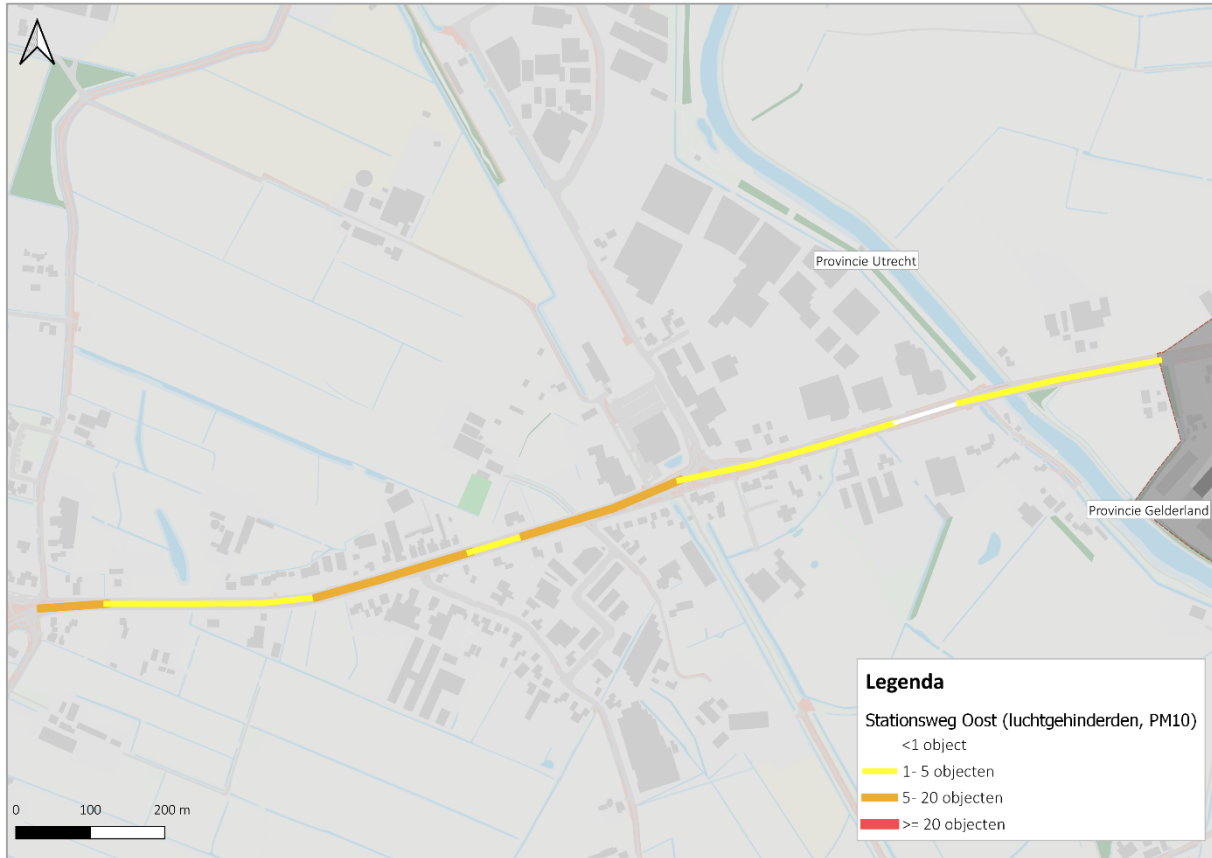 Provincie Utrecht
Provincie Gelderland
Legenda
Stationsweg Oost (luchtgehinderden, PM10)
<1 object
1- 5 objecten
5- 20 objecten
>= 20 objecten
0 100 200 m